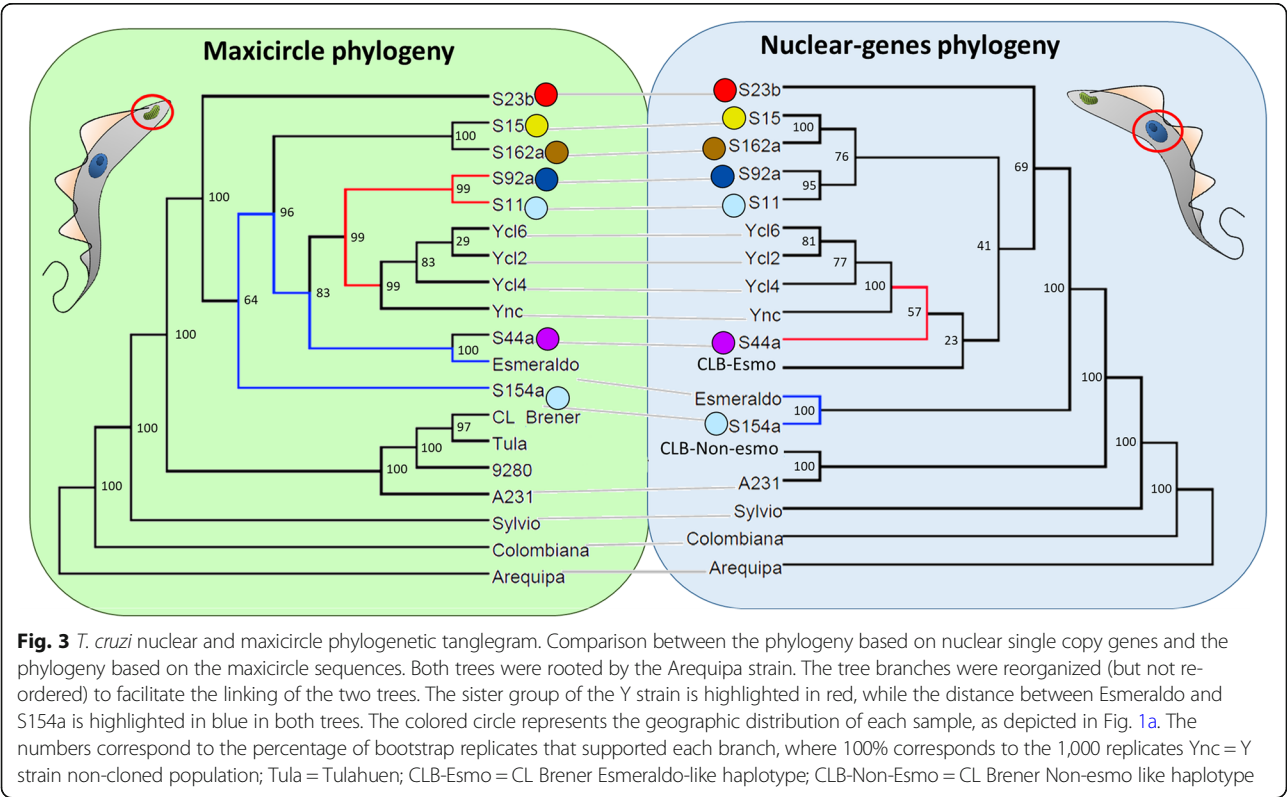 Maxicircle phylogeny
S23b
S15
S162a
S92a
S11
Ycl6
Ycl2
Ycl4
Ync
S44a
Esmeraldo
S154a
CL Brener
Tula
9280
A231
Sylvio
Colombiana
Arequipa
100
100
96
99
99
29
83
99
83
100
64
100
97
100
100
100
100
Nuclear-genes phylogeny
S23b
S15
S162a
S92a
S11
Ycl6
Ycl2
Ycl4
Ync
S44a
CLB-Esmo
Esmeraldo
S154a
CLB-Non-esmo
A231
Sylvio
Colombiana
Arequipa
100
76
95
69
81
77
41
100
57
23
100
100
100
100
100
100
Fig. 3 T. cruzi nuclear and maxicircle phylogenetic tanglegram. Comparison between the phylogeny based on nuclear single copy genes and the
phylogeny based on the maxicircle sequences. Both trees were rooted by the Arequipa strain. The tree branches were reorganized (but not re-
ordered) to facilitate the linking of the two trees. The sister group of the Y strain is highlighted in red, while the distance between Esmeraldo and
S154a is highlighted in blue in both trees. The colored circle represents the geographic distribution of each sample, as depicted in Fig. 1a. The
numbers correspond to the percentage of bootstrap replicates that supported each branch, where 100% corresponds to the 1,000 replicates Ync = Y
strain non-cloned population; Tula = Tulahuen; CLB-Esmo = CL Brener Esmeraldo-like haplotype; CLB-Non-Esmo = CL Brener Non-esmo like haplotype